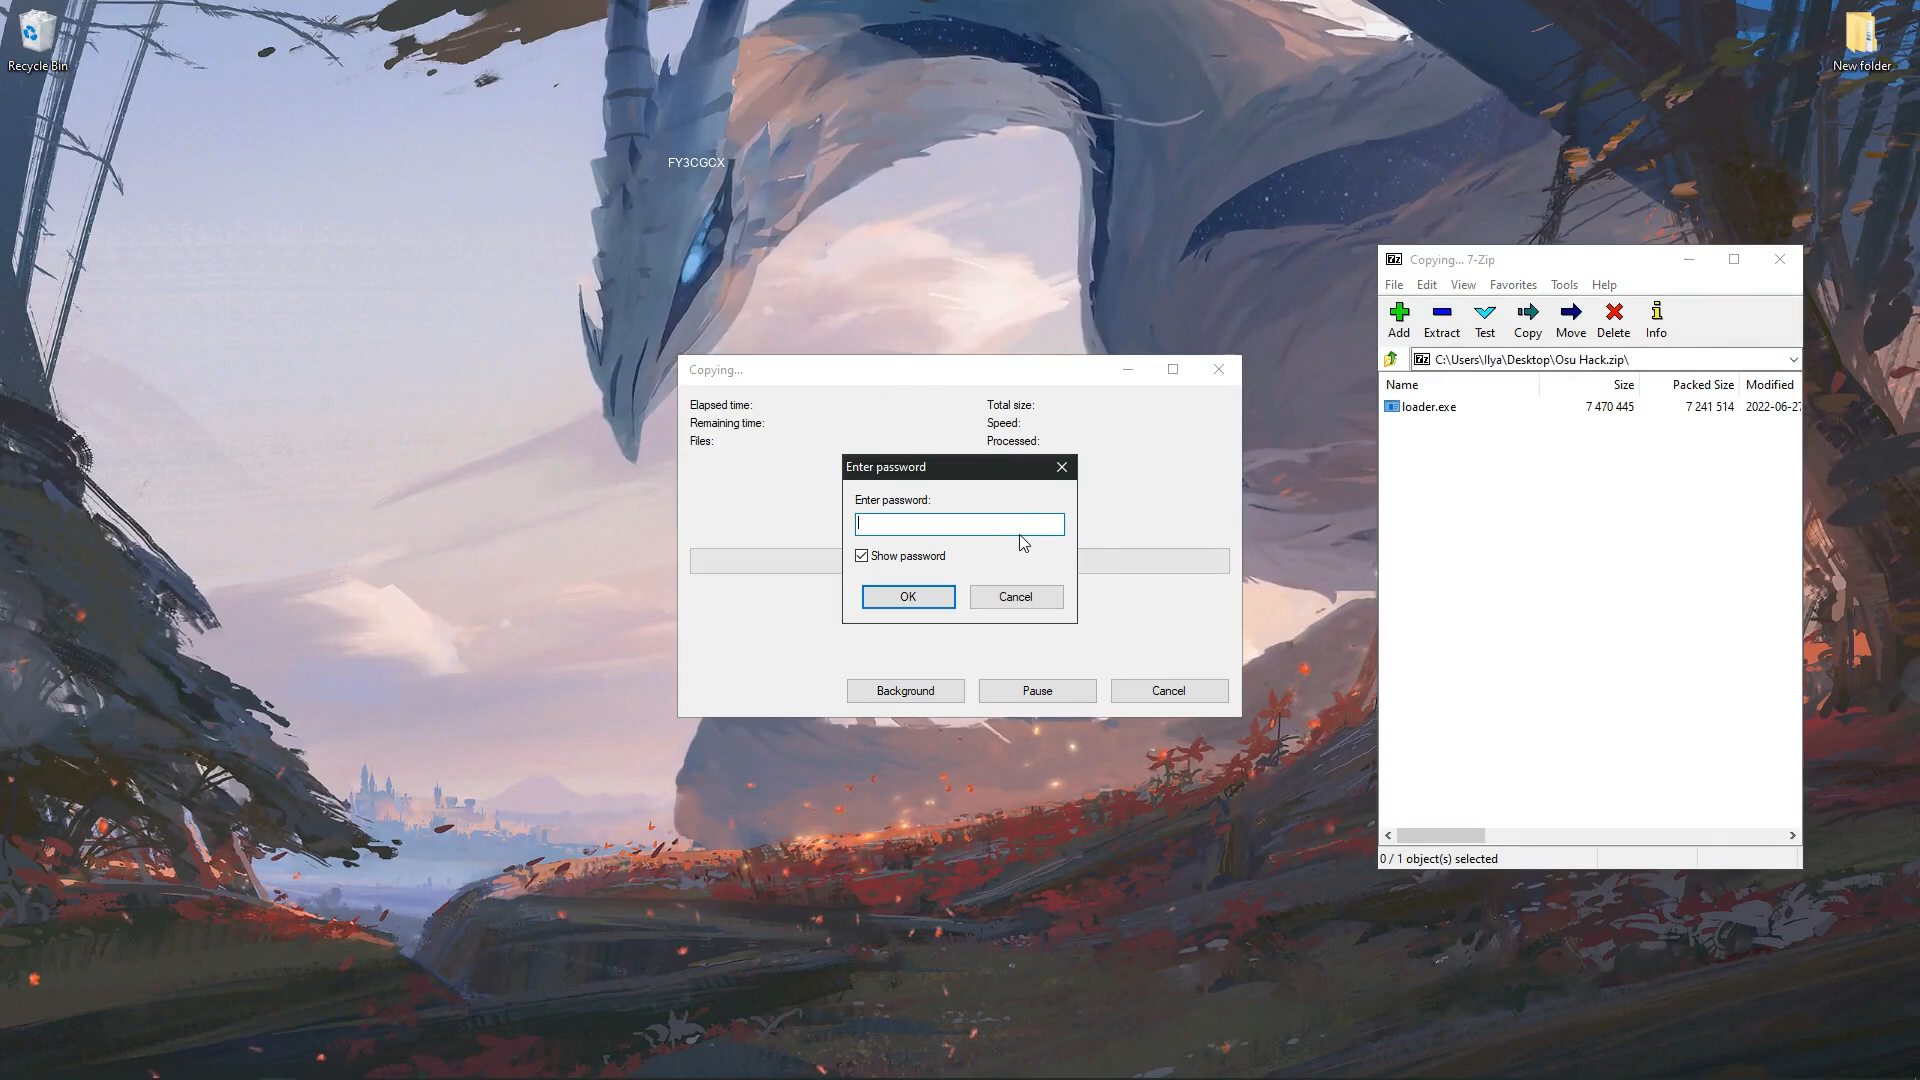 Recycle Bin
New folder
FY3CGCX
Copying... 7-Zip
File Edit View Favorites Tools Help
Add Extract Test Copy Move Delete Info
C:\Users\Ilya\Desktop\Osu Hack.zip\
Name Size Packed Size Modified
loader.exe 7 470 445 7 241 514 2022-06-27
0 / 1 object(s) selected
Copying...
Elapsed time: Total size:
Remaining time: Speed:
Files: Processed:
Enter password
Enter password:
Show password
OK Cancel
Background Pause Cancel